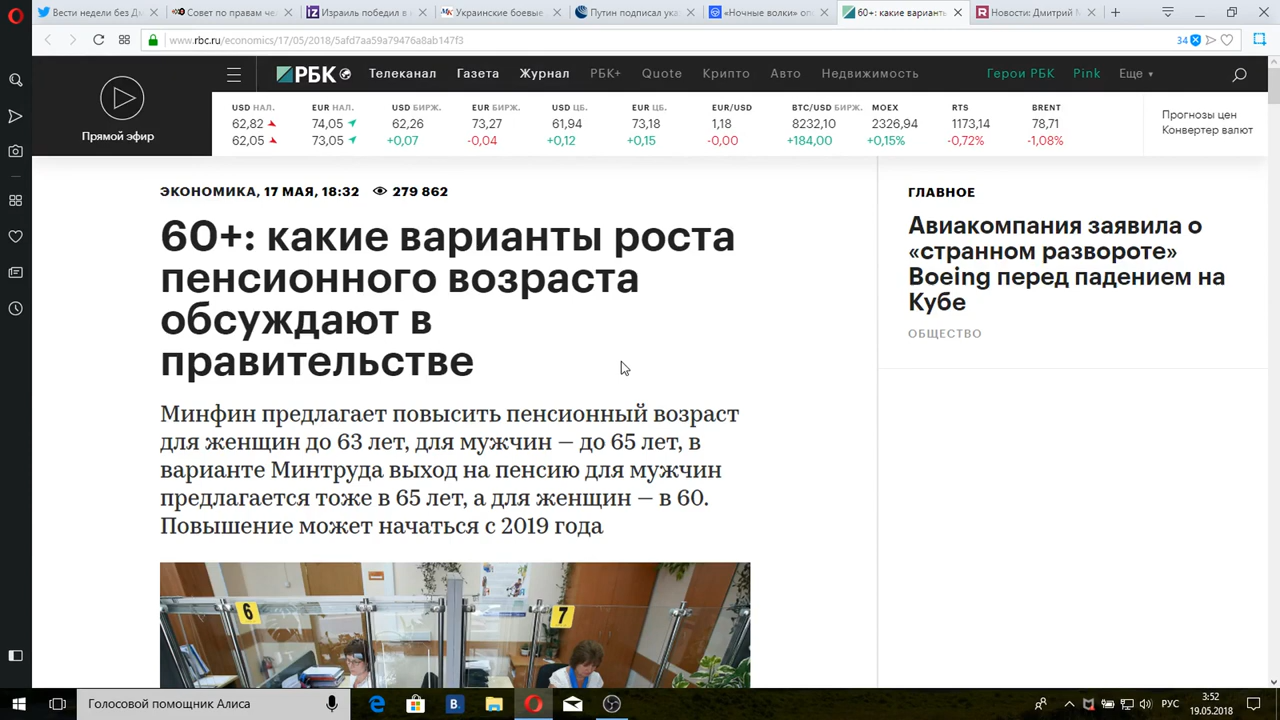 Вести недели без Дм
Совет по правам чел
Израиль победил в к
Украинские боевые
Путин подписал указ
«Ночные волки» оп
60+: какие варианты
Новости: Дмитрий М
www.rbc.ru/economics/17/05/2018/5afd7aa59a79476a8ab147f3
34
РБК Телеканал Газета Журнал РБК+ Quote Крипто Авто Недвижимость Герои РБК Pink Еще
Прямой эфир
USD НАЛ. EUR НАЛ. USD БИРЖ. EUR БИРЖ. USD ЦБ. EUR ЦБ. EUR/USD BTC/USD БИРЖ. MOEX RTS BRENT
62,82 74,05 62,26 73,27 61,94 73,18 1,18 8232,10 2326,94 1173,14 78,71
62,05 73,05 +0,07 -0,04 +0,12 +0,15 -0,00 +184,00 +0,15% -0,72% -1,08%
Прогнозы цен
Конвертер валют
ЭКОНОМИКА, 17 МАЯ, 18:32 279 862
60+: какие варианты роста
пенсионного возраста
обсуждают в
правительстве
Минфин предлагает повысить пенсионный возраст
для женщин до 63 лет, для мужчин — до 65 лет, в
варианте Минтруда выход на пенсию для мужчин
предлагается тоже в 65 лет, а для женщин — в 60.
Повышение может начаться с 2019 года
6
7
ГЛАВНОЕ
Авиакомпания заявила о
«странном развороте»
Boeing перед падением на
Кубе
ОБЩЕСТВО
Голосовой помощник Алиса
РУС
3:52
19.05.2018